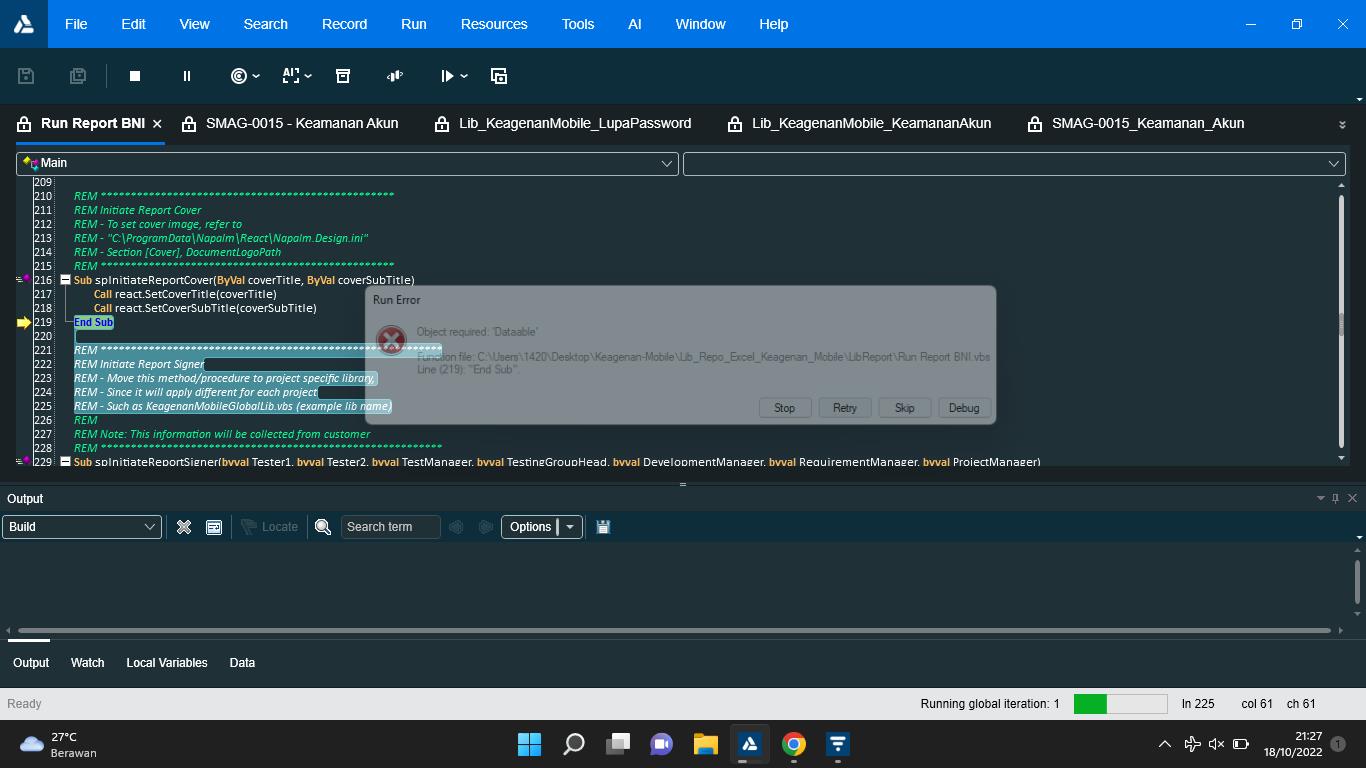 File Edit View Search Record Run Resources Tools AI Window Help
AI
Run Report BNI SMAG-0015 - Keamanan Akun Lib_KeagenanMobile_LupaPassword Lib_KeagenanMobile_KeamananAkun SMAG-0015_Keamanan_Akun
Main
209
210 REM **************************************************
211 REM Initiate Report Cover
212 REM - To set cover image, refer to
213 REM - "C:\ProgramData\Napalm\React\Napalm.Design.ini"
214 REM - Section [Cover], DocumentLogoPath
215 REM **************************************************
216 Sub spInitiateReportCover(ByVal coverTitle, ByVal coverSubTitle)
217 Call react.SetCoverTitle(coverTitle)
218 Call react.SetCoverSubTitle(coverSubTitle)
219 End Sub
220
221 REM **********************************************************
222 REM Initiate Report Signer
223 REM - Move this method/procedure to project specific library,
224 REM - Since it will apply different for each project
225 REM - Such as KeagenanMobileGlobalLib.vbs (example lib name)
226 REM
227 REM Note: This information will be collected from customer
228 REM **********************************************************
229 Sub spInitiateReportSigner(byval Tester1, byval Tester2, byval TestManager, byval TestingGroupHead, byval DevelopmentManager, byval RequirementManager, byval ProjectManager)
Run Error
Object required: 'Dataable'
Function file: C:\Users\1420\Desktop\Keagenan-Mobile\Lib_Repo_Excel_Keagenan_Mobile\LibReport\Run Report BNI.vbs
Line (219): "End Sub".
Stop Retry Skip Debug
Output
Build Locate Search term Options
Output Watch Local Variables Data
Ready Running global iteration: 1 ln 225 col 61 ch 61
27°C
Berawan
21:27
18/10/2022
1